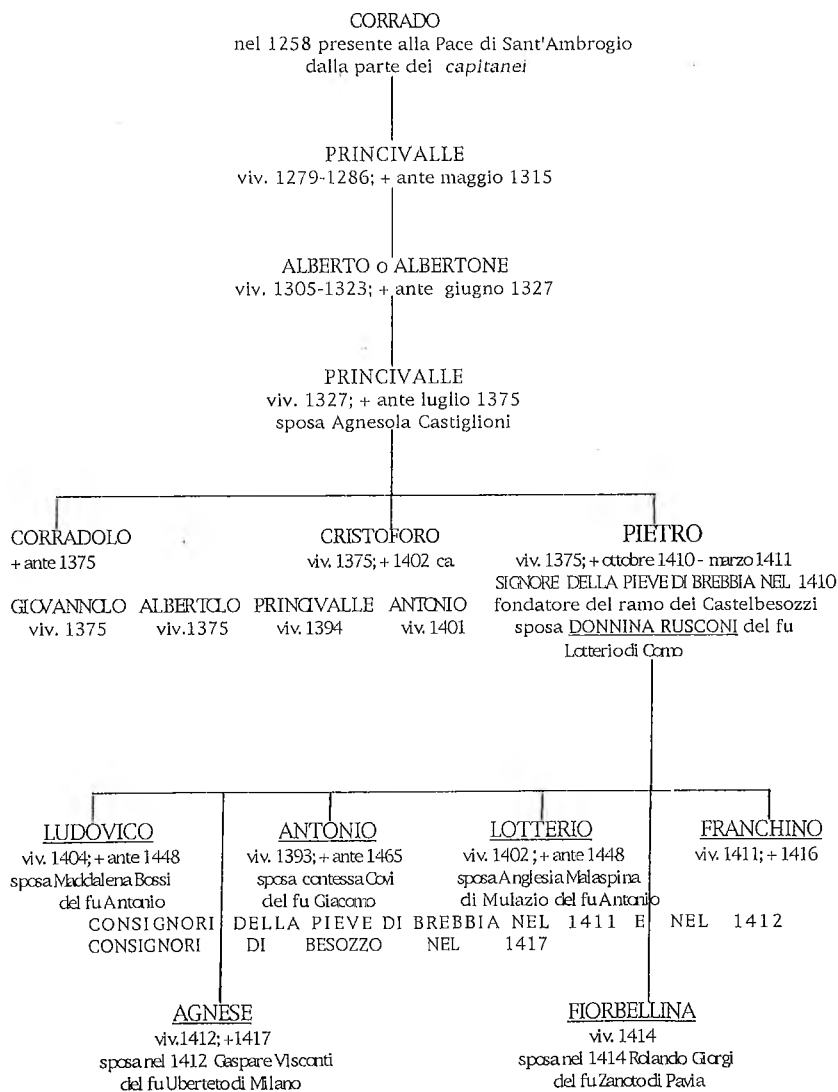 CORRADO
nel 1258 presente alla Pace di Sant'Ambrogio
dalla parte dei capitanei
PRINCIVALLE
viv. 1279-1286; + ante maggio 1315
ALBERTO o ALBERTONE
viv. 1305-1323; + ante giugno 1327
PRINCIVALLE
viv. 1327; + ante luglio 1375
sposa Agnesola Castiglioni
CORRADOLO
+ ante 1375
CRISTOFORO
viv. 1375; + 1402 ca.
PIETRO
viv. 1375; + ottobre 1410 - marzo 1411
SIGNORE DELLA PIEVE DI BREBBIA NEL 1410
fondatore del ramo dei Castelbesozzi
sposa DONNINA RUSCONI del fu
Lotterio di Como
GIOVANNOLO ALBERTOLO PRINCIVALLE ANTONIO
viv. 1375 viv.1375 viv. 1394 viv. 1401
LUDOVICO
viv. 1404; + ante 1448
sposa Maddalena Bossi
del fu Antonio
ANTONIO
viv. 1393; + ante 1465
sposa contessa Covi
del fu Giacomo
LOTTERIO
viv. 1402 ; + ante 1448
sposa Anglesia Malaspina
di Mulazio del fu Antonio
FRANCHINO
viv. 1411; + 1416
CONSIGNORI DELLA PIEVE DI BREBBIA NEL 1411 E NEL 1412
CONSIGNORI DI BESOZZO NEL 1417
AGNESE
viv.1412; +1417
sposa nel 1412 Gaspare Visconti
del fu Uberteto di Milano
FIORBELLINA
viv. 1414
sposa nel 1414 Rolando Giorgi
del fu Zanoto di Pavia